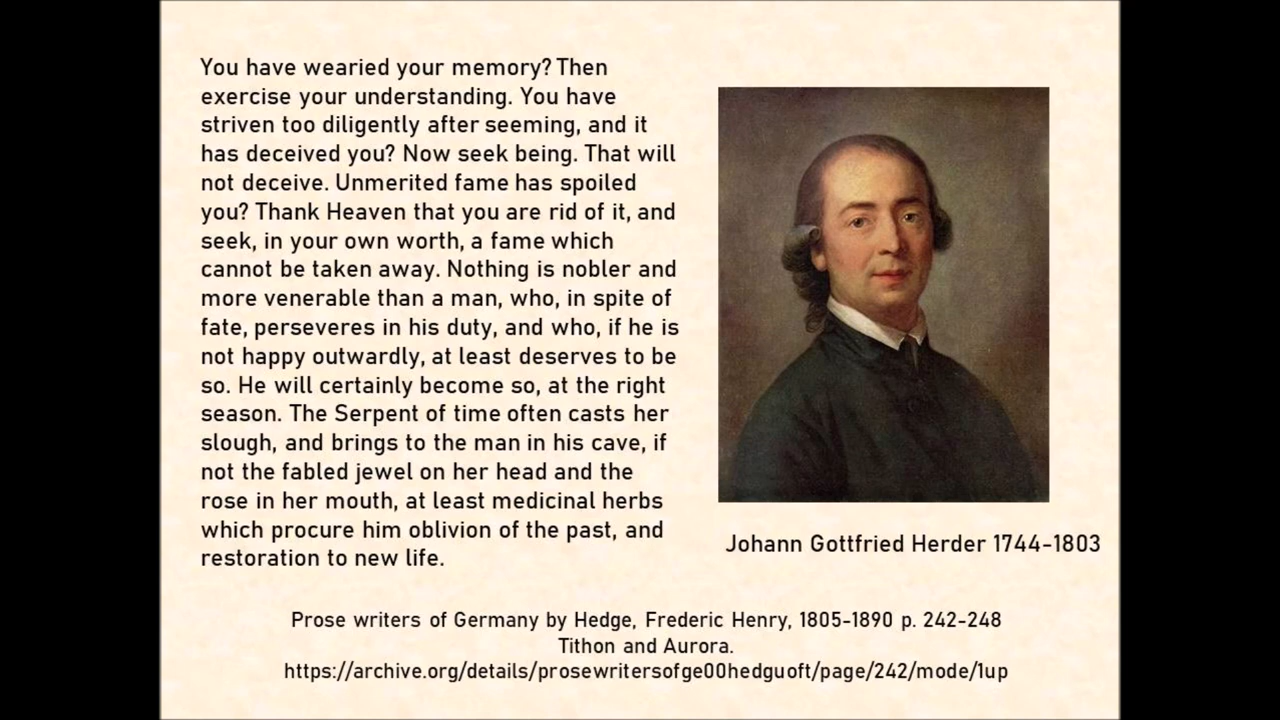 You have wearied your memory? Then
exercise your understanding. You have
striven too diligently after seeming, and it
has deceived you? Now seek being. That will
not deceive. Unmerited fame has spoiled
you? Thank Heaven that you are rid of it, and
seek, in your own worth, a fame which
cannot be taken away. Nothing is nobler and
more venerable than a man, who, in spite of
fate, perseveres in his duty, and who, if he is
not happy outwardly, at least deserves to be
so. He will certainly become so, at the right
season. The Serpent of time often casts her
slough, and brings to the man in his cave, if
not the fabled jewel on her head and the
rose in her mouth, at least medicinal herbs
which procure him oblivion of the past, and
restoration to new life.
Johann Gottfried Herder 1744-1803
Prose writers of Germany by Hedge, Frederic Henry, 1805-1890 p. 242-248
Tithon and Aurora.
https://archive.org/details/prosewritersofge00hedguoft/page/242/mode/1up